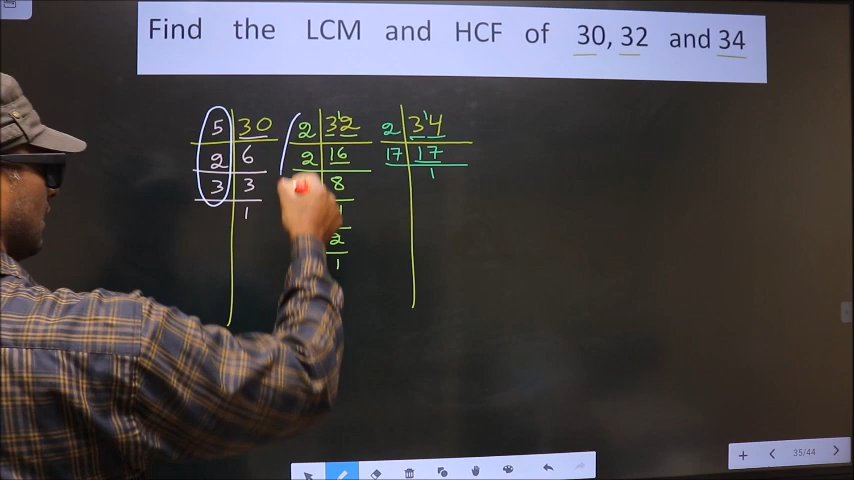 Find the LCM and HCF of 30, 32 and 34
5 30 2 32 2 34
2 6 2 16 17 17
3 3 8 1
1
2
1
35/44